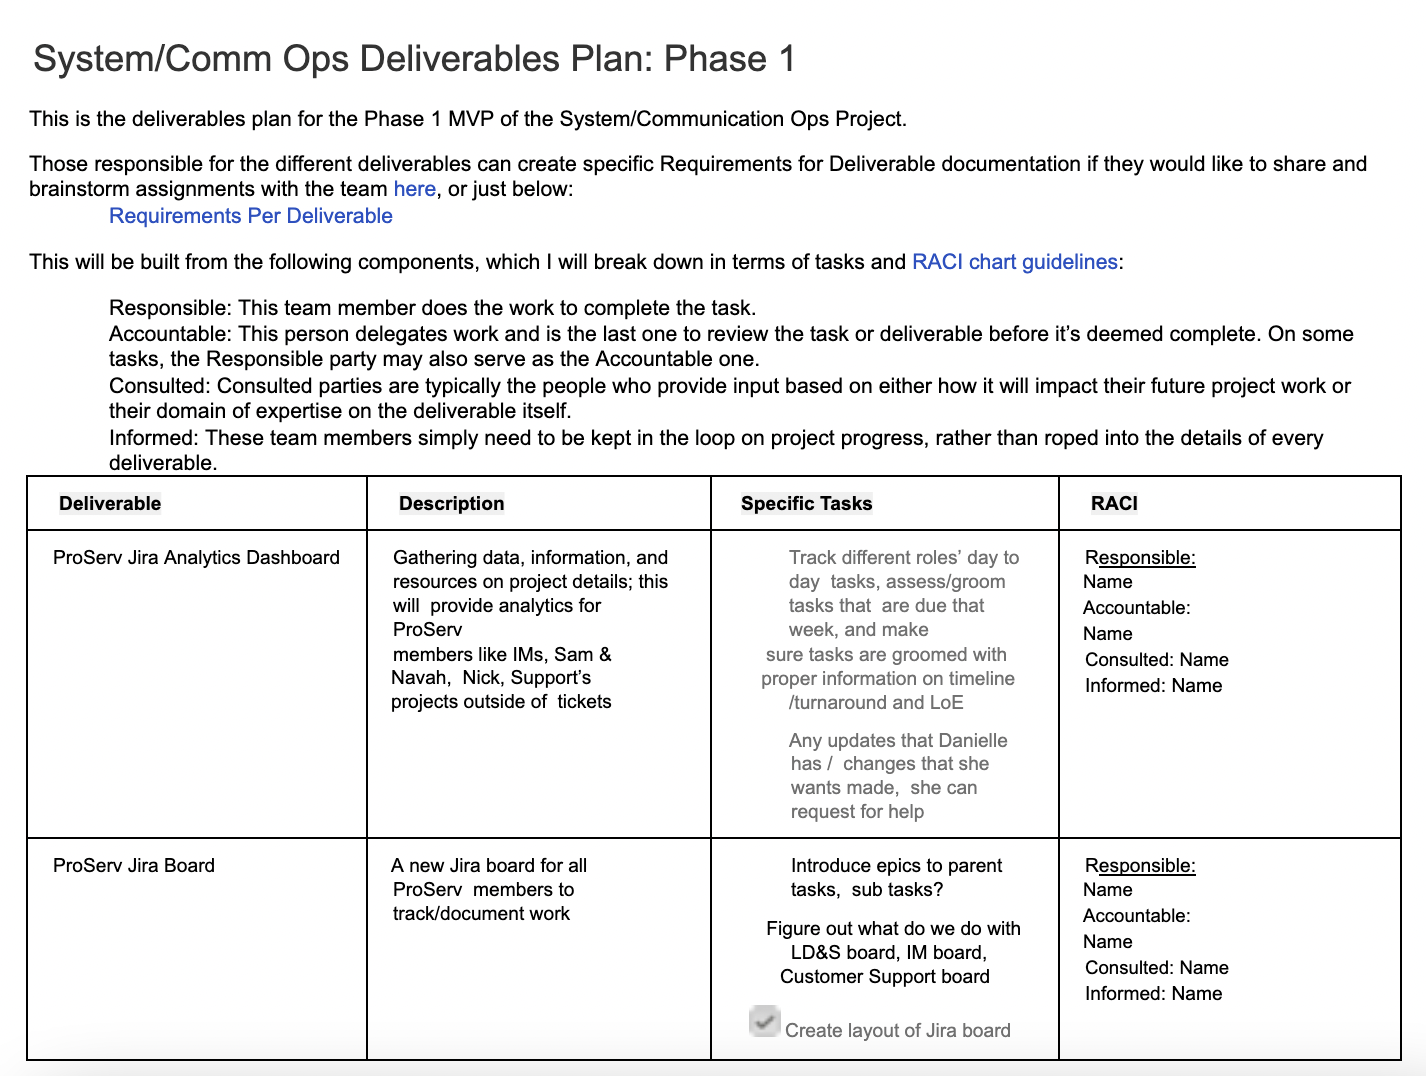 System/Comm Ops Deliverables Plan: Phase 1
This is the deliverables plan for the Phase 1 MVP of the System/Communication Ops Project.
Those responsible for the different deliverables can create specific Requirements for Deliverable documentation if they would like to share and
brainstorm assignments with the team here, or just below:
Requirements Per Deliverable
This will be built from the following components, which I will break down in terms of tasks and RACI chart guidelines:
Responsible: This team member does the work to complete the task.
Accountable: This person delegates work and is the last one to review the task or deliverable before it’s deemed complete. On some
tasks, the Responsible party may also serve as the Accountable one.
Consulted: Consulted parties are typically the people who provide input based on either how it will impact their future project work or
their domain of expertise on the deliverable itself.
Informed: These team members simply need to be kept in the loop on project progress, rather than roped into the details of every
deliverable.
Deliverable
Description
Specific Tasks
RACI
ProServ Jira Analytics Dashboard
Gathering data, information, and
resources on project details; this
will provide analytics for
ProServ
members like IMs, Sam &
Navah, Nick, Support’s
projects outside of tickets
Track different roles’ day to
day tasks, assess/groom
tasks that are due that
week, and make
sure tasks are groomed with
proper information on timeline
/turnaround and LoE
Any updates that Danielle
has / changes that she
wants made, she can
request for help
Responsible:
Name
Accountable:
Name
Consulted: Name
Informed: Name
ProServ Jira Board
A new Jira board for all
ProServ members to
track/document work
Introduce epics to parent
tasks, sub tasks?
Figure out what do we do with
LD&S board, IM board,
Customer Support board
Create layout of Jira board
Responsible:
Name
Accountable:
Name
Consulted: Name
Informed: Name